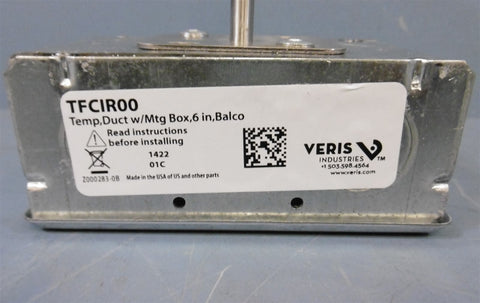 TFCIR00
Temp,Duct w/Mtg Box,6 in,Balco
Read instructions
before installing
1422
01C
Z000283-0B
Made in the USA of US and other parts
VERIS
INDUSTRIES
TM
+1 503.598.4564
www.veris.com